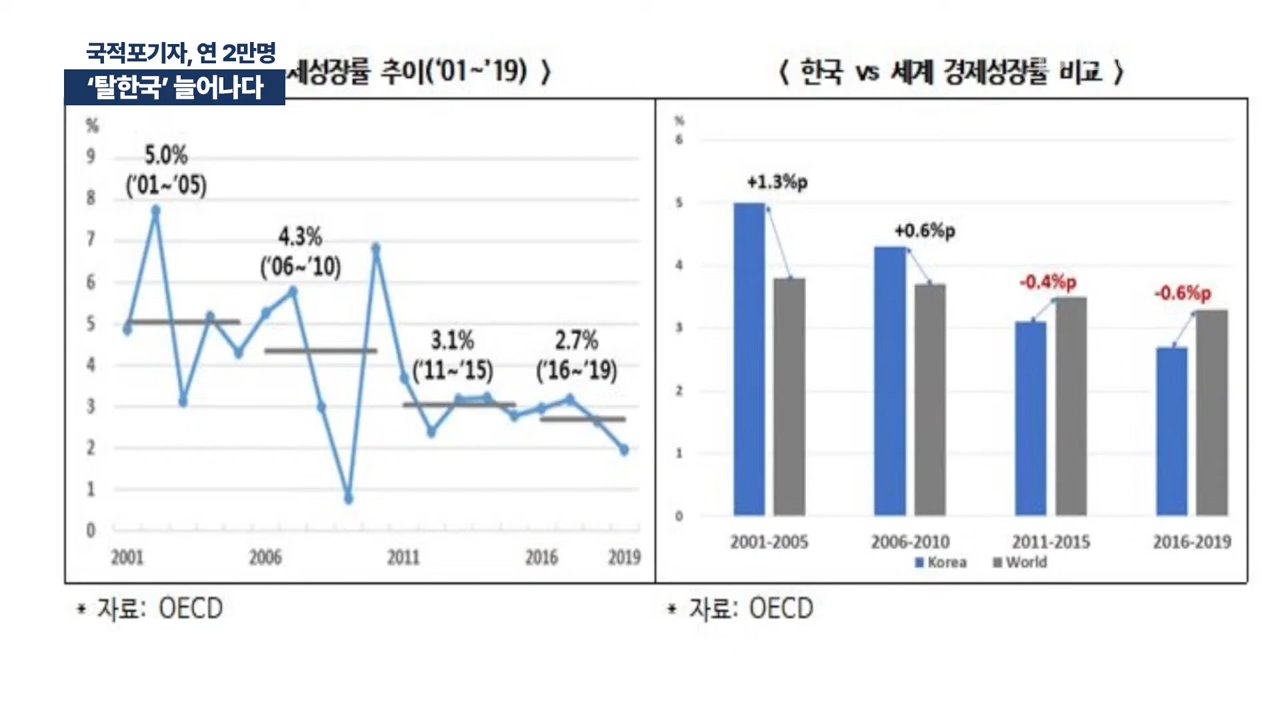 국적포기자, 연 2만명
‘탈한국’ 늘어나다
제성장률 추이(‘01~’19) 〉
%
9
8
7
6
5
4
3
2
1
0
5.0%
(‘01~‘05)
4.3%
(‘06~‘10)
3.1%
(‘11~‘15)
2.7%
(‘16~‘19)
2001 2006 2011 2016 2019
* 자료: OECD
〈 한국 vs 세계 경제성장률 비교 〉
%
6
5
4
3
2
1
0
+1.3%p
+0.6%p
-0.4%p
-0.6%p
2001-2005 2006-2010 2011-2015 2016-2019
Korea World
* 자료: OECD